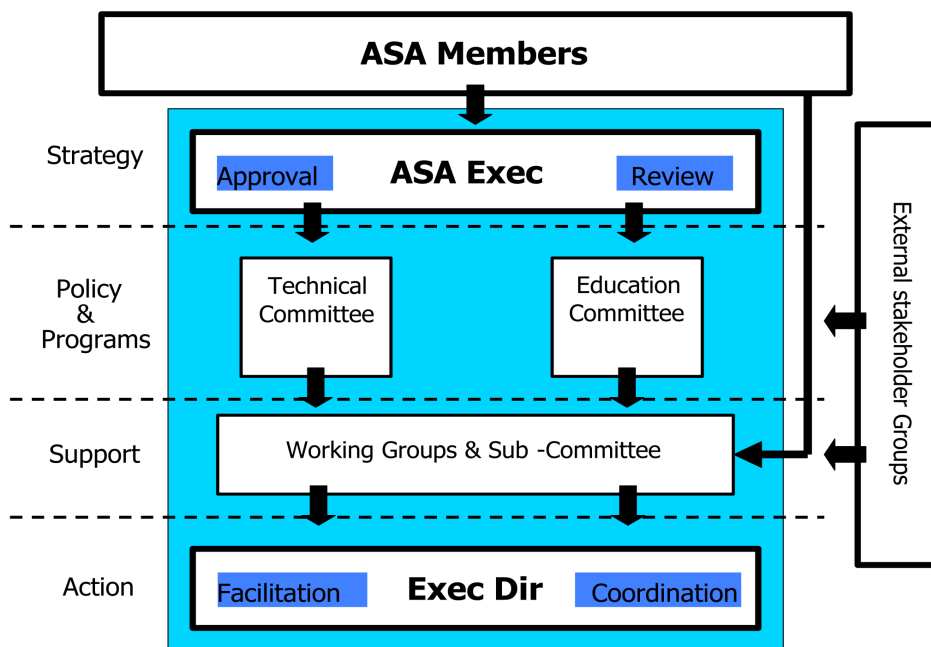 ASA Members
Strategy
Approval
ASA Exec
Review
Policy
&
Programs
Technical
Committee
Education
Committee
External stakeholder Groups
Support
Working Groups & Sub -Committee
Action
Facilitation
Exec Dir
Coordination